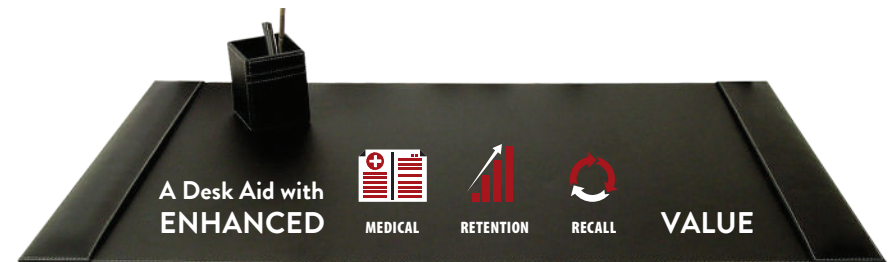 A Desk Aid with
ENHANCED MEDICAL RETENTION RECALL VALUE